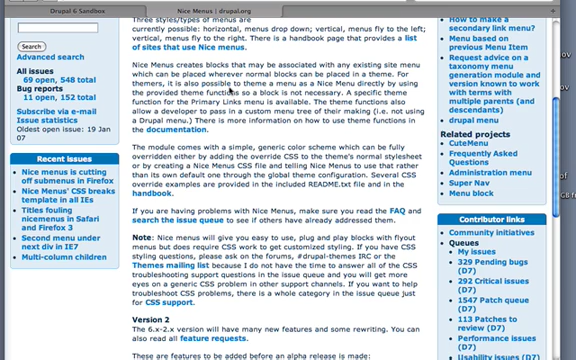 Drupal 6 Sandbox
Nice Menus | drupal.org
Search
Advanced search
All issues
69 open, 548 total
Bug reports
11 open, 152 total
Subscribe via e-mail
Issue statistics
Oldest open issue: 19 Jan
07
Recent issues
Nice menus is cutting
off submenus in Firefox
Nice Menus' CSS breaks
template in all IEs
Titles fouling
nicemenus in Safari
and Firefox 3
Second menu under
next div in IE7
Multi-column children
Three styles/types of menus are
currently possible: horizontal, menus drop down; vertical, menus fly to the left;
vertical, menus fly to the right. There is a handbook page that provides a list
of sites that use Nice menus.
Nice Menus creates blocks that may be associated with any existing site menu
which can be placed wherever normal blocks can be placed in a theme. For
themers, it is also possible to theme a menu as a Nice Menu directly by using
the provided theme functions so a block is not necessary. A specific theme
function for the Primary Links menu is available. The theme functions also
allow a developer to pass in a custom menu tree of their making (i.e. not using
a Drupal menu). There is more information on how to use theme functions in
the documentation.
The module comes with a simple, generic color scheme which can be fully
overridden either by adding the override CSS to the theme's normal stylesheet
or by creating a Nice Menus CSS file and telling Nice Menus to use that rather
than its own default one through the global theme configuration. Several CSS
override examples are provided in the included README.txt file and in the
handbook.
If you are having problems with Nice Menus, make sure you read the FAQ and
search the issue queue to see if others have already addressed them.
Note: Nice menus will give you easy to use, plug and play blocks with flyout
menus but does require CSS work to get customized styling. If you have CSS
styling questions, please ask on the forums, #drupal-themes IRC or the
Themes mailing list because I do not have the time to answer all of the CSS
troubleshooting support questions in the issue queue and you will get more
eyes on a generic CSS problem in other support channels. If you want to help
troubleshoot CSS problems, there is a whole category in the issue queue just
for CSS support.
Version 2
The 6.x-2.x version will have many new features and some rewriting. You can
also read all feature requests.
These are features to be added before an alpha release is made:
How to make a
secondary link menu?
Menu based on
previous Menu Item
Request advice on
a taxonomy menu
generation module
and version known to
work with terms with
multiple parents (and
descendants)
drupal menu
Related projects
CuteMenu
Frequently Asked
Questions
Administration menu
Super Nav
Menu block
Contributor links
Community initiatives
Queues
My issues
329 Pending bugs
(D7)
292 Critical issues
(D7)
1547 Patch queue
(D7)
113 Patches to
review (D7)
Performance issues
(D7)
Usability issues (D7)